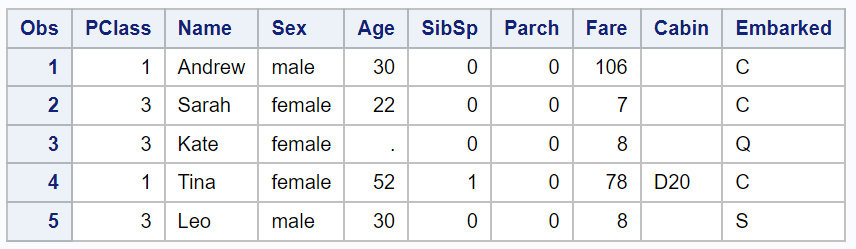 Obs PClass Name Sex Age SibSp Parch Fare Cabin Embarked
1 1 Andrew male 30 0 0 106 C
2 3 Sarah female 22 0 0 7 C
3 3 Kate female . 0 0 8 Q
4 1 Tina female 52 1 0 78 D20 C
5 3 Leo male 30 0 0 8 S